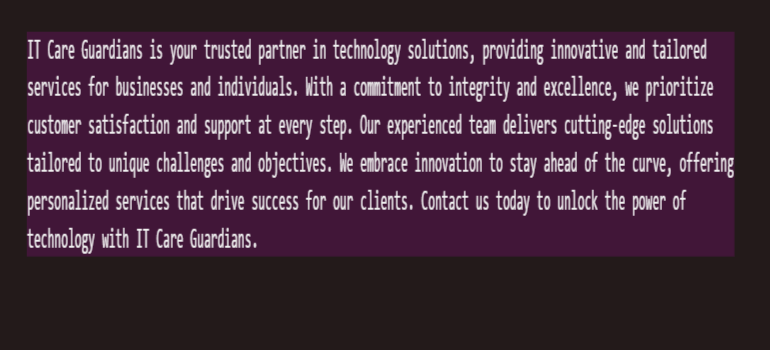 IT Care Guardians is your trusted partner in technology solutions, providing innovative and tailored
services for businesses and individuals. With a commitment to integrity and excellence, we prioritize
customer satisfaction and support at every step. Our experienced team delivers cutting-edge solutions
tailored to unique challenges and objectives. We embrace innovation to stay ahead of the curve, offering
personalized services that drive success for our clients. Contact us today to unlock the power of
technology with IT Care Guardians.